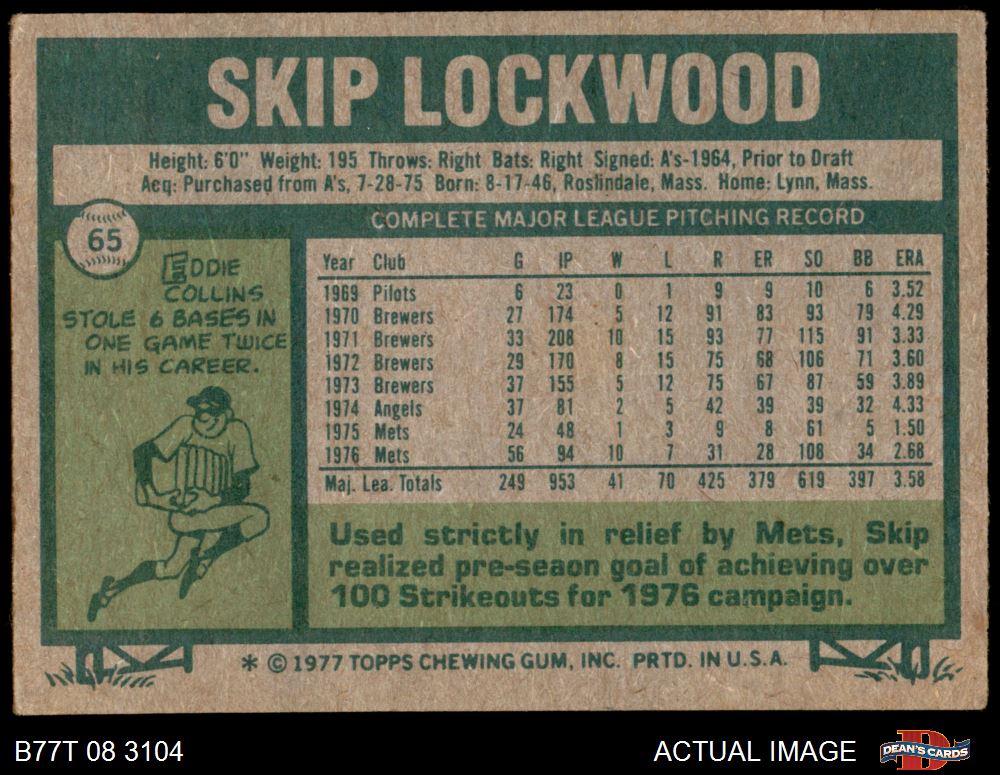 SKIP LOCKWOOD
Height: 6'0" Weight: 195 Throws: Right Bats: Right Signed: A's-1964, Prior to Draft
Acq: Purchased from A's, 7-28-75 Born: 8-17-46, Roslindale, Mass. Home: Lynn, Mass.
65
COMPLETE MAJOR LEAGUE PITCHING RECORD
EDDIE
COLLINS
STOLE 6 BASES IN
ONE GAME TWICE
IN HIS CAREER.
Year Club G IP W L R ER SO BB ERA
1969 Pilots 6 23 0 1 9 9 10 6 3.52
1970 Brewers 27 174 5 12 91 83 93 79 4.29
1971 Brewers 33 208 10 15 93 77 115 91 3.33
1972 Brewers 29 170 8 15 75 68 106 71 3.60
1973 Brewers 37 155 5 12 75 67 87 59 3.89
1974 Angels 37 81 2 5 42 39 39 32 4.33
1975 Mets 24 48 1 3 9 8 61 5 1.50
1976 Mets 56 94 10 7 31 28 108 34 2.68
Maj. Lea. Totals 249 953 41 70 425 379 619 397 3.58
Used strictly in relief by Mets, Skip
realized pre-seaon goal of achieving over
100 Strikeouts for 1976 campaign.
* © 1977 TOPPS CHEWING GUM, INC. PRTD. IN U.S.A.
B77T 08 3104
ACTUAL IMAGE
D
DEAN'S CARDS